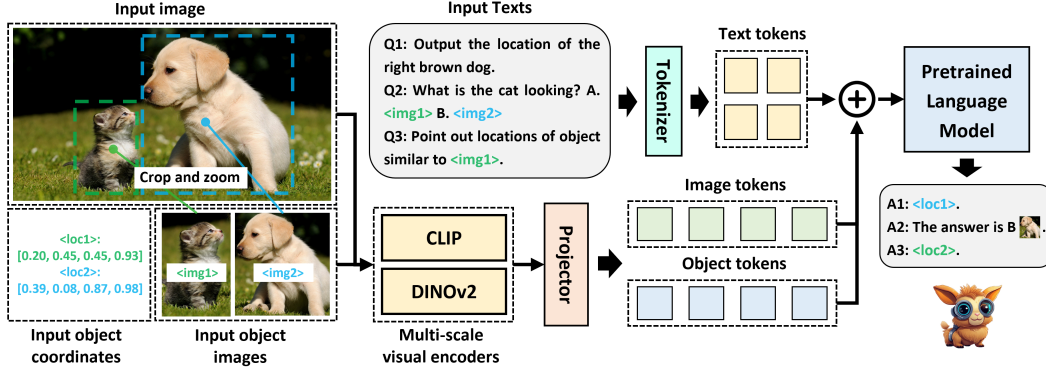 Input image
Crop and zoom
<loc1>:
[0.20, 0.45, 0.45, 0.93]
<loc2>:
[0.39, 0.08, 0.87, 0.98]
Input object
coordinates
<img1>
<img2>
Input object
images
Input Texts
Q1: Output the location of the
right brown dog.
Q2: What is the cat looking? A.
<img1> B. <img2>
Q3: Point out locations of object
similar to <img1>.
CLIP
DINOv2
Multi-scale
visual encoders
Projector
Tokenizer
Text tokens
Image tokens
Object tokens
Pretrained
Language
Model
A1: <loc1>.
A2: The answer is B .
A3: <loc2>.